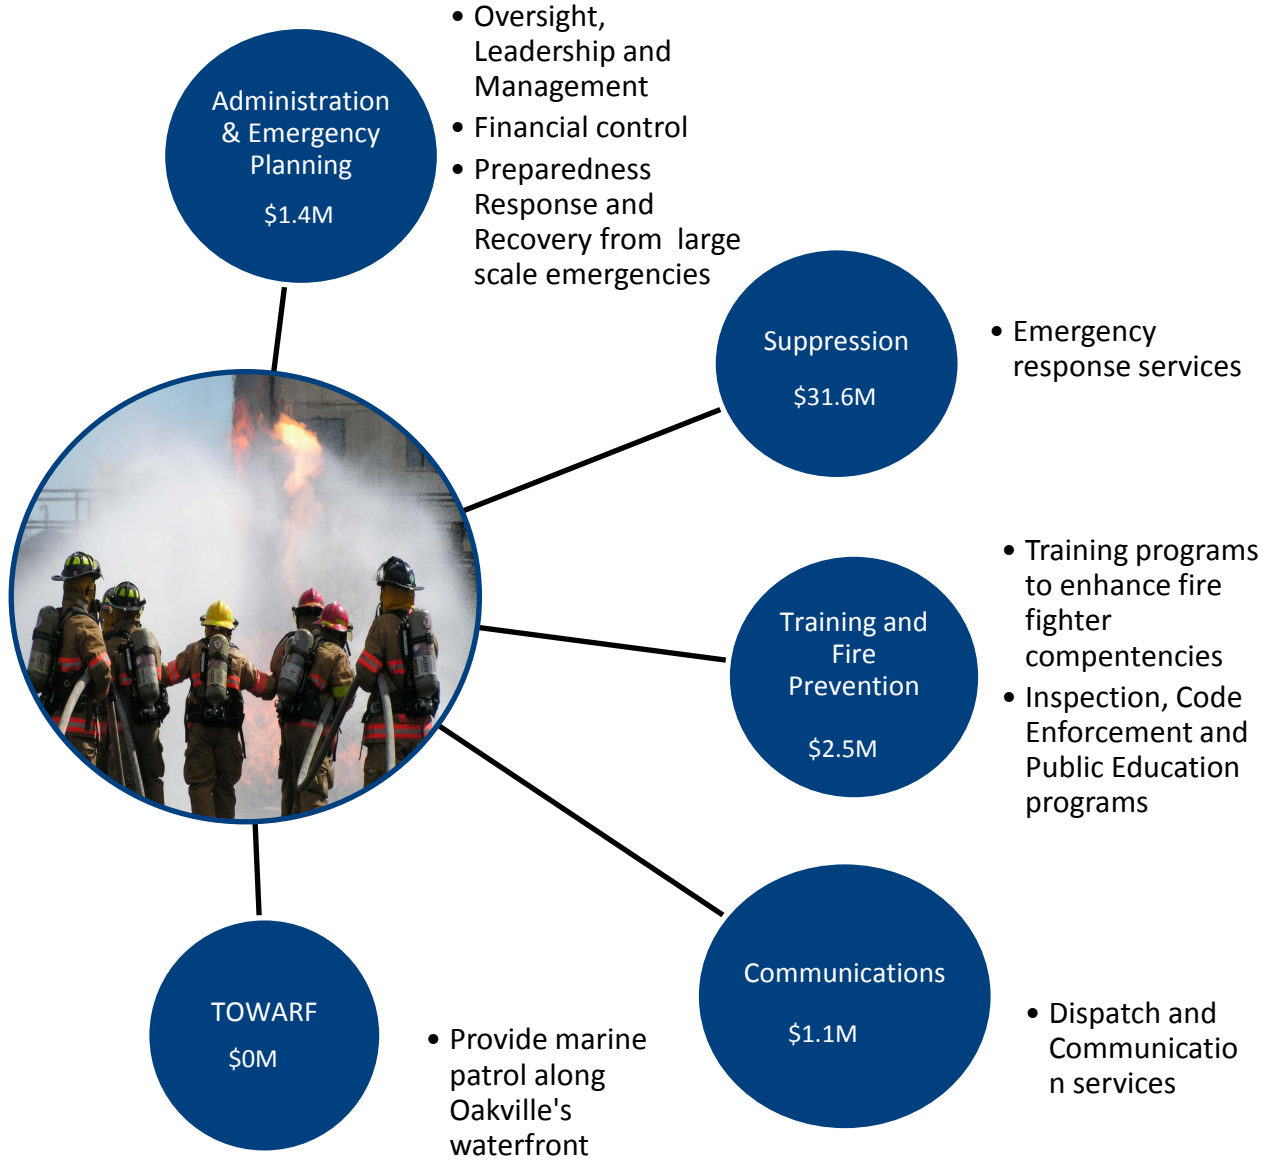 Administration
& Emergency
Planning
$1.4M
• Oversight,
Leadership and
Management
• Financial control
• Preparedness
Response and
Recovery from  large
scale emergencies
Suppression
$31.6M
• Emergency
response services
Training and
Fire
Prevention
$2.5M
• Training programs
to enhance fire
fighter
compentencies
• Inspection, Code
Enforcement and
Public Education
programs
Communications
$1.1M
• Dispatch and
Communicatio
n services
TOWARF
$0M
• Provide marine
patrol along
Oakville's
waterfront